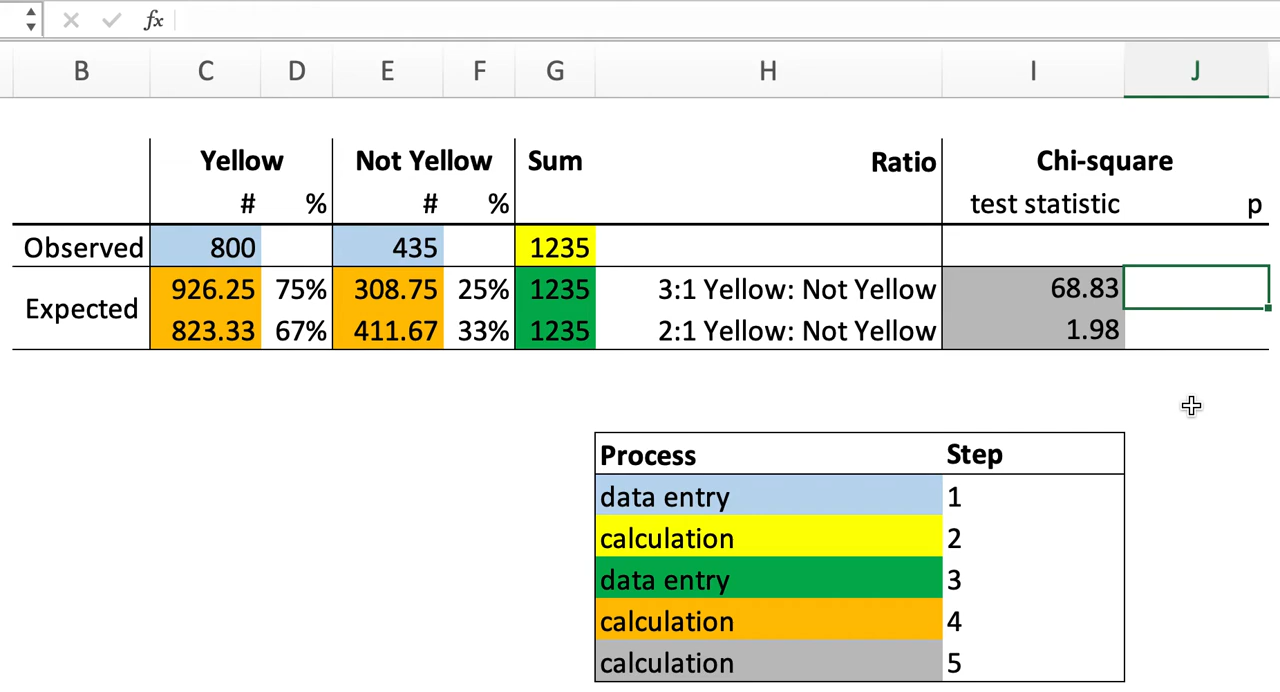 fx
B C D E F G H I J
Yellow Not Yellow Sum Ratio Chi-square
# % # % test statistic p
Observed 800 435 1235
926.25 75% 308.75 25% 1235 3:1 Yellow: Not Yellow 68.83
Expected
823.33 67% 411.67 33% 1235 2:1 Yellow: Not Yellow 1.98
Process Step
data entry 1
calculation 2
data entry 3
calculation 4
calculation 5